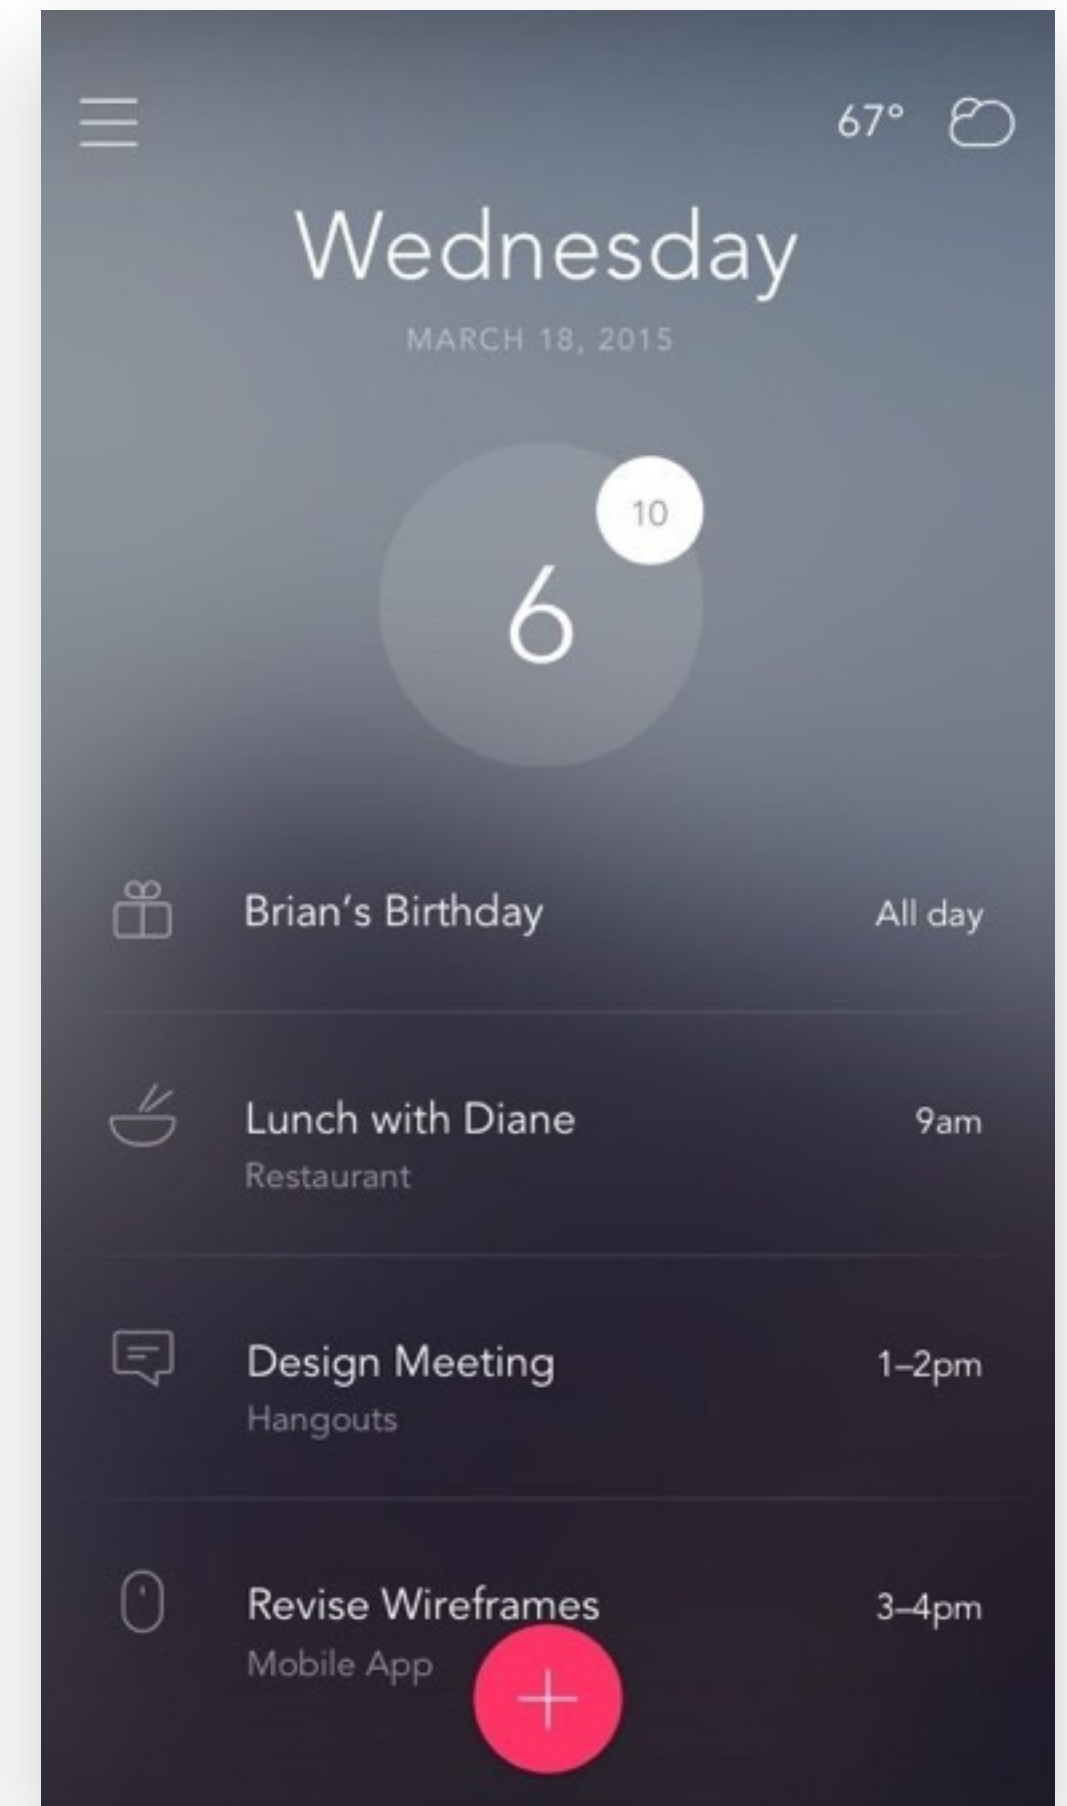 67°
Wednesday
MARCH 18, 2015
10
6
Brian's Birthday All day
Lunch with Diane 9am
Restaurant
Design Meeting 1–2pm
Hangouts
Revise Wireframes 3–4pm
Mobile App